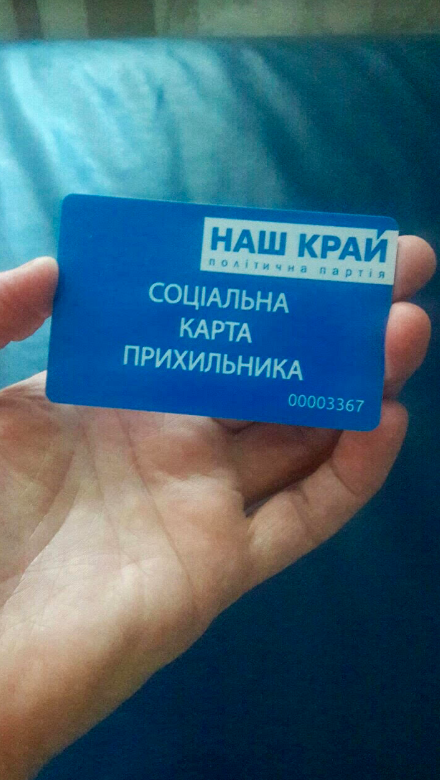 НАШ КРАЙ
політична партія
СОЦІАЛЬНА
КАРТА
ПРИХИЛЬНИКА
00003367